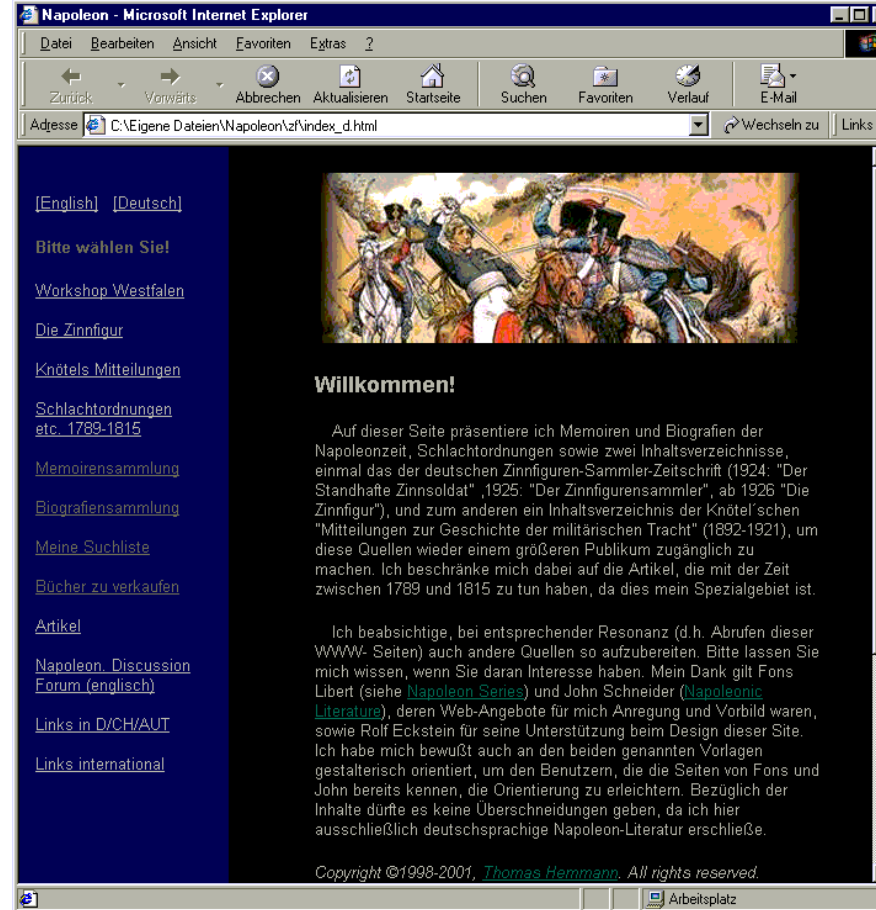 Napoleon - Microsoft Internet Explorer
Datei Bearbeiten Ansicht Favoriten Extras ?
Zurück Vorwärts Abbrechen Aktualisieren Startseite Suchen Favoriten Verlauf E-Mail
Adresse C:\Eigene Dateien\Napoleon\zf\index_d.html Wechseln zu Links
[English] [Deutsch]
Bitte wählen Sie!
Workshop Westfalen
Die Zinnfigur
Knötels Mitteilungen
Schlachtordnungen
etc. 1789-1815
Memoirensammlung
Biografiensammlung
Meine Suchliste
Bücher zu verkaufen
Artikel
Napoleon. Discussion
Forum (englisch)
Links in D/CH/AUT
Links international
Willkommen!
Auf dieser Seite präsentiere ich Memoiren und Biografien der
Napoleonzeit, Schlachtordnungen sowie zwei Inhaltsverzeichnisse,
einmal das der deutschen Zinnfiguren-Sammler-Zeitschrift (1924: "Der
Standhafte Zinnsoldat" ,1925: "Der Zinnfigurensammler", ab 1926 "Die
Zinnfigur"), und zum anderen ein Inhaltsverzeichnis der Knötel´schen
"Mitteilungen zur Geschichte der militärischen Tracht" (1892-1921), um
diese Quellen wieder einem größeren Publikum zugänglich zu
machen. Ich beschränke mich dabei auf die Artikel, die mit der Zeit
zwischen 1789 und 1815 zu tun haben, da dies mein Spezialgebiet ist.
Ich beabsichtige, bei entsprechender Resonanz (d.h. Abrufen dieser
WWW- Seiten) auch andere Quellen so aufzubereiten. Bitte lassen Sie
mich wissen, wenn Sie daran Interesse haben. Mein Dank gilt Fons
Libert (siehe Napoleon Series) und John Schneider (Napoleonic
Literature), deren Web-Angebote für mich Anregung und Vorbild waren,
sowie Rolf Eckstein für seine Unterstützung beim Design dieser Site.
Ich habe mich bewußt auch an den beiden genannten Vorlagen
gestalterisch orientiert, um den Benutzern, die die Seiten von Fons und
John bereits kennen, die Orientierung zu erleichtern. Bezüglich der
Inhalte dürfte es keine Überschneidungen geben, da ich hier
ausschließlich deutschsprachige Napoleon-Literatur erschließe.
Copyright ©1998-2001, Thomas Hemmann. All rights reserved.
Arbeitsplatz